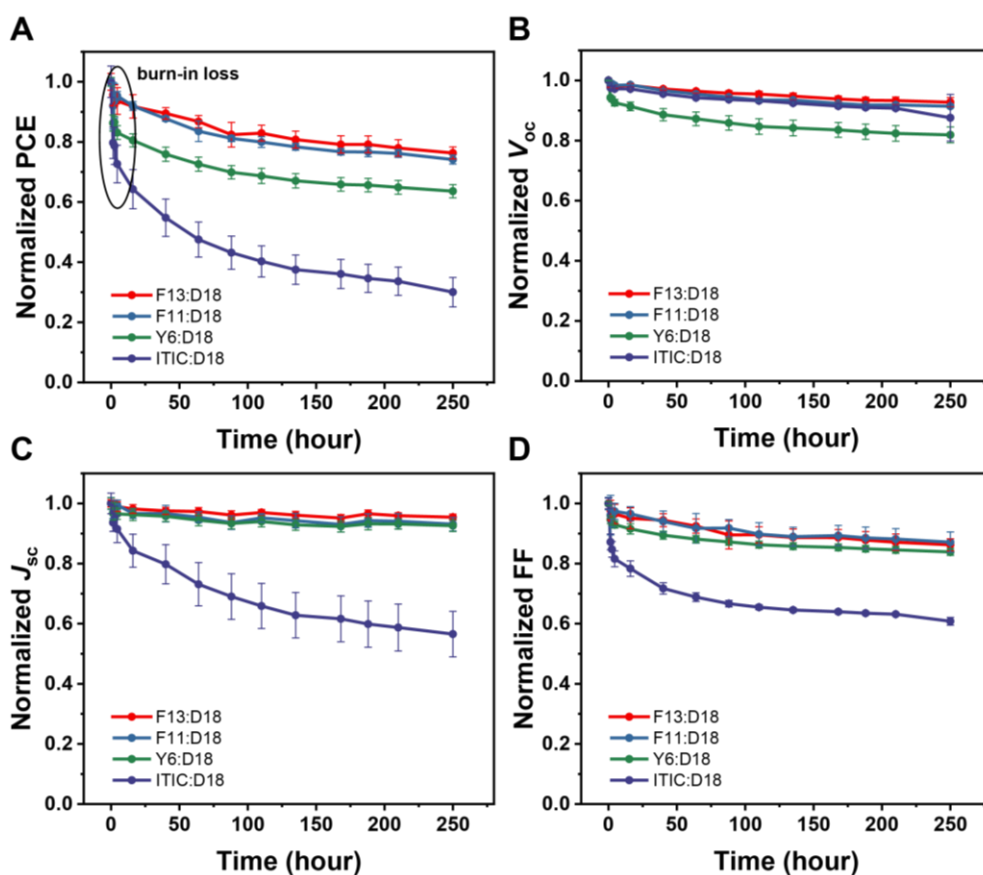 A
burn-in loss
Normalized PCE
1.0
0.8
0.6
0.4
0.2
0.0
F13:D18
F11:D18
Y6:D18
ITIC:D18
0 50 100 150 200 250
Time (hour)
B
Normalized Voc
1.0
0.8
0.6
0.4
0.2
0.0
F13:D18
F11:D18
Y6:D18
ITIC:D18
0 50 100 150 200 250
Time (hour)
C
Normalized Jsc
1.0
0.8
0.6
0.4
0.2
0.0
F13:D18
F11:D18
Y6:D18
ITIC:D18
0 50 100 150 200 250
Time (hour)
D
Normalized FF
1.0
0.8
0.6
0.4
0.2
0.0
F13:D18
F11:D18
Y6:D18
ITIC:D18
0 50 100 150 200 250
Time (hour)